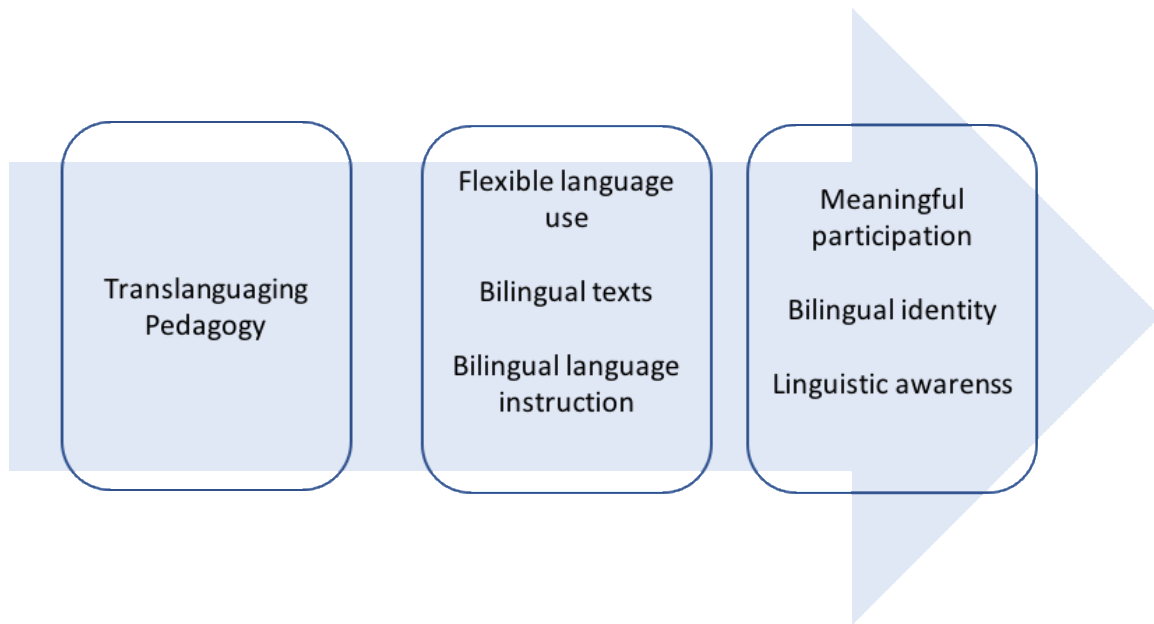 Translanguaging
Pedagogy
Flexible language
use
Bilingual texts
Bilingual language
instruction
Meaningful
participation
Bilingual identity
Linguistic awarenss